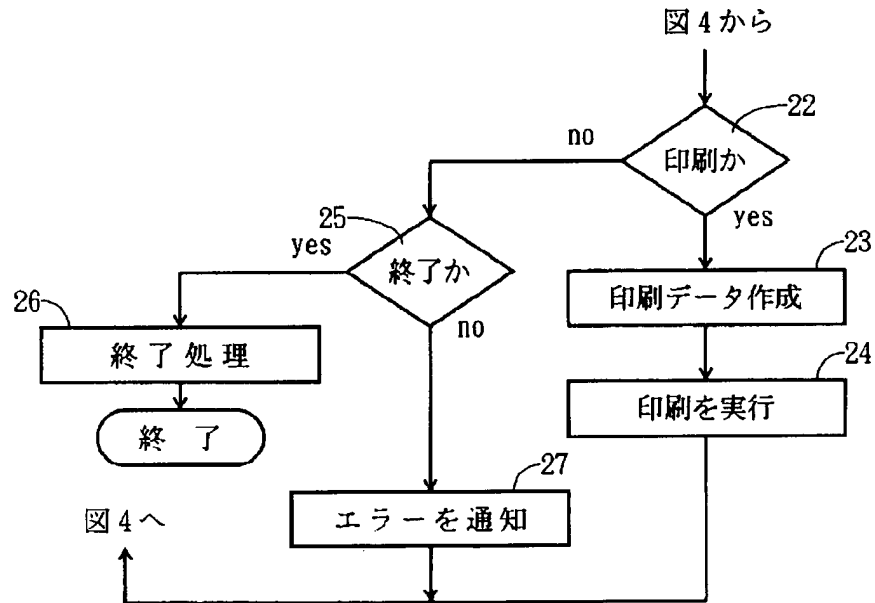 図4から
22
no
印刷か
yes
25
yes
終了か
no
23
印刷データ作成
26
終了処理
24
印刷を実行
終了
27
エラーを通知
図4へ